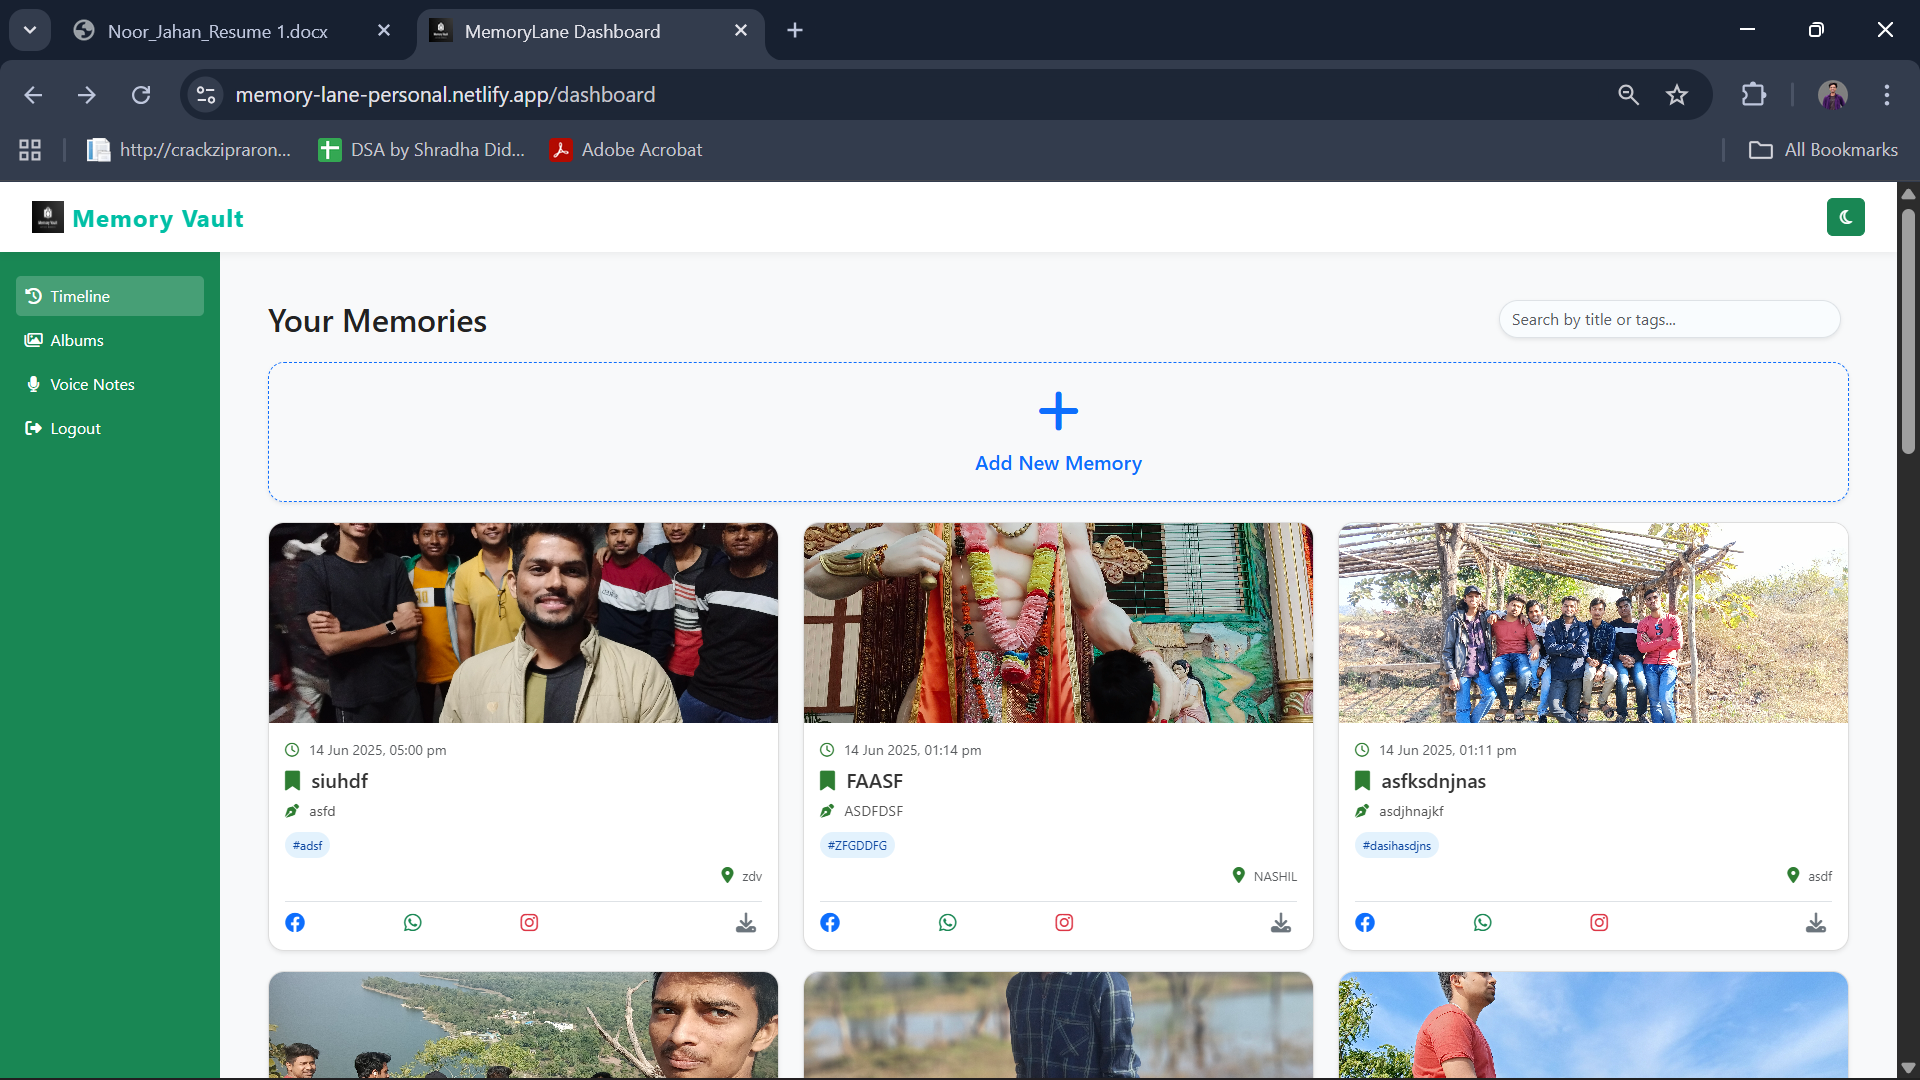 Noor_Jahan_Resume 1.docx
MemoryLane Dashboard
memory-lane-personal.netlify.app/dashboard
http://crackzipraron...
DSA by Shradha Did...
Adobe Acrobat
All Bookmarks
Memory Vault
Timeline
Albums
Voice Notes
Logout
Your Memories
Search by title or tags...
Add New Memory
14 Jun 2025, 05:00 pm
siuhdf
asfd
#adsf
zdv
14 Jun 2025, 01:14 pm
FAASF
ASDFDSF
#ZFGDDFG
NASHIL
14 Jun 2025, 01:11 pm
asfksdnjnas
asdjhnajkf
#dasihasdjns
asdf